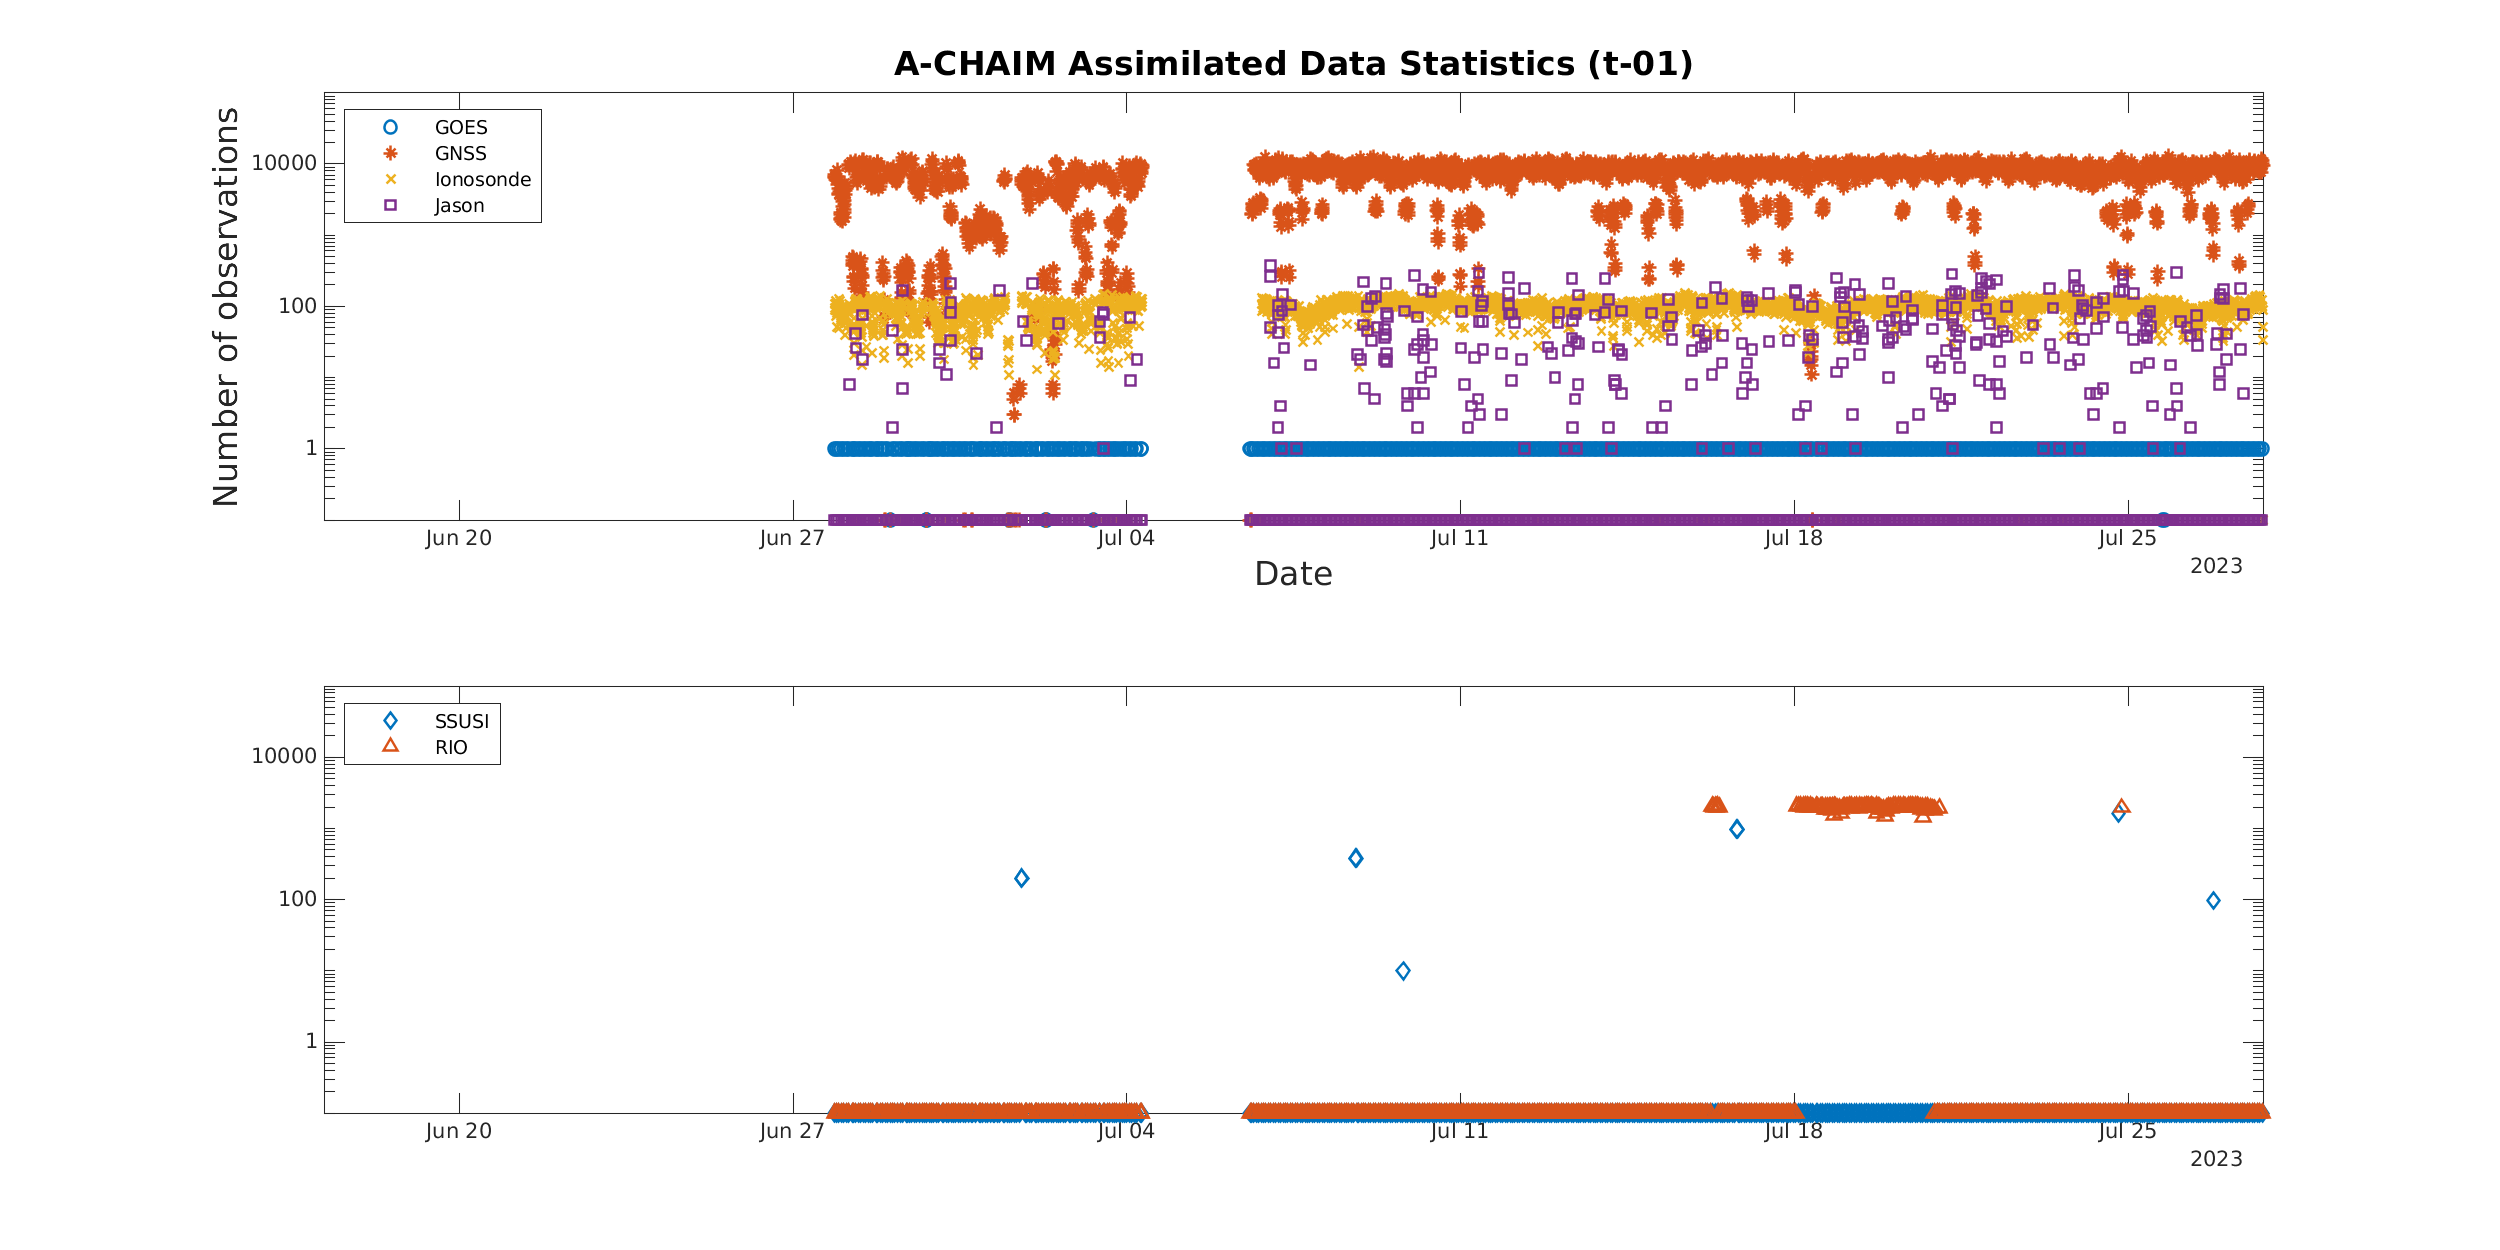 A-CHAIM Assimilated Data Statistics (t-01)
Number of observations
10000
100
1
GOES
GNSS
Ionosonde
Jason
Jun 20
Jun 27
Jul 04
Jul 11
Jul 18
Jul 25
2023
Date
10000
100
1
SSUSI
RIO
Jun 20
Jun 27
Jul 04
Jul 11
Jul 18
Jul 25
2023